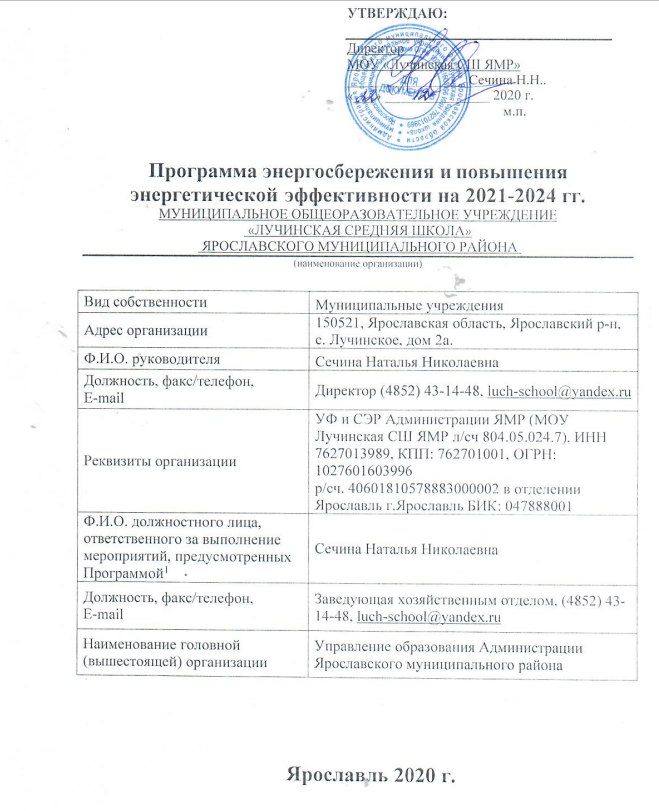 УТВЕРЖДАЮ:
Директор
МОУ «Лучинская СШ ЯМР»
Сечина Н.Н..
2020 г.
м.п.
Программа энергосбережения и повышения
энергетической эффективности на 2021-2024 гг.
МУНИЦИПАЛЬНОЕ ОБЩЕОРАЗОВАТЕЛЬНОЕ УЧРЕЖДЕНИЕ
«ЛУЧИНСКАЯ СРЕДНЯЯ ШКОЛА»
ЯРОСЛАВСКОГО МУНИЦИПАЛЬНОГО РАЙОНА
(наименование организации)
Вид собственности
Муниципальные учреждения
Адрес организации
150521, Ярославская область, Ярославский р-н,
с. Лучинское, дом 2а.
Ф.И.О. руководителя
Сечина Наталья Николаевна
Должность, факс/телефон,
E-mail
Директор (4852) 43-14-48, luch-school@yandex.ru
Реквизиты организации
УФ и СЭР Администрации ЯМР (МОУ
Лучинская СШ ЯМР л/сч 804.05.024.7). ИНН
7627013989, КПП: 762701001, ОГРН:
1027601603996
р/сч. 40601810578883000002 в отделении
Ярославль г.Ярославль БИК: 047888001
Ф.И.О. должностного лица,
ответственного за выполнение
мероприятий, предусмотренных
Программой¹
Сечина Наталья Николаевна
Должность, факс/телефон,
E-mail
Заведующая хозяйственным отделом, (4852) 43-
14-48, luch-school@yandex.ru
Наименование головной
(вышестоящей) организации
Управление образования Администрации
Ярославского муниципального района
Ярославль 2020 г.